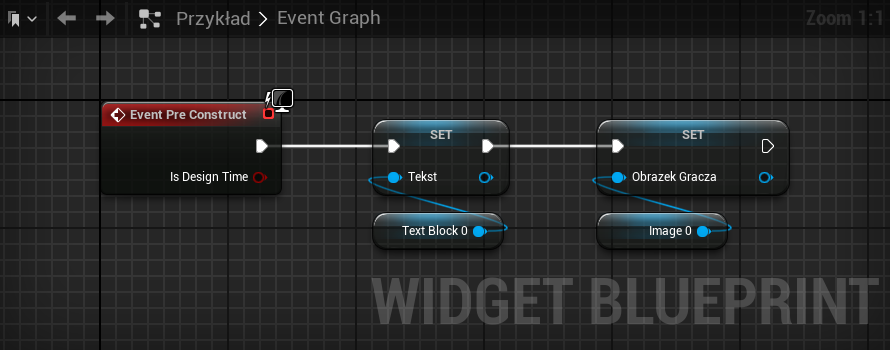 Przykład > Event Graph
Zoom 1:1
Event Pre Construct
Is Design Time
SET
Tekst
Text Block 0
SET
Obrazek Gracza
Image 0
WIDGET BLUEPRINT